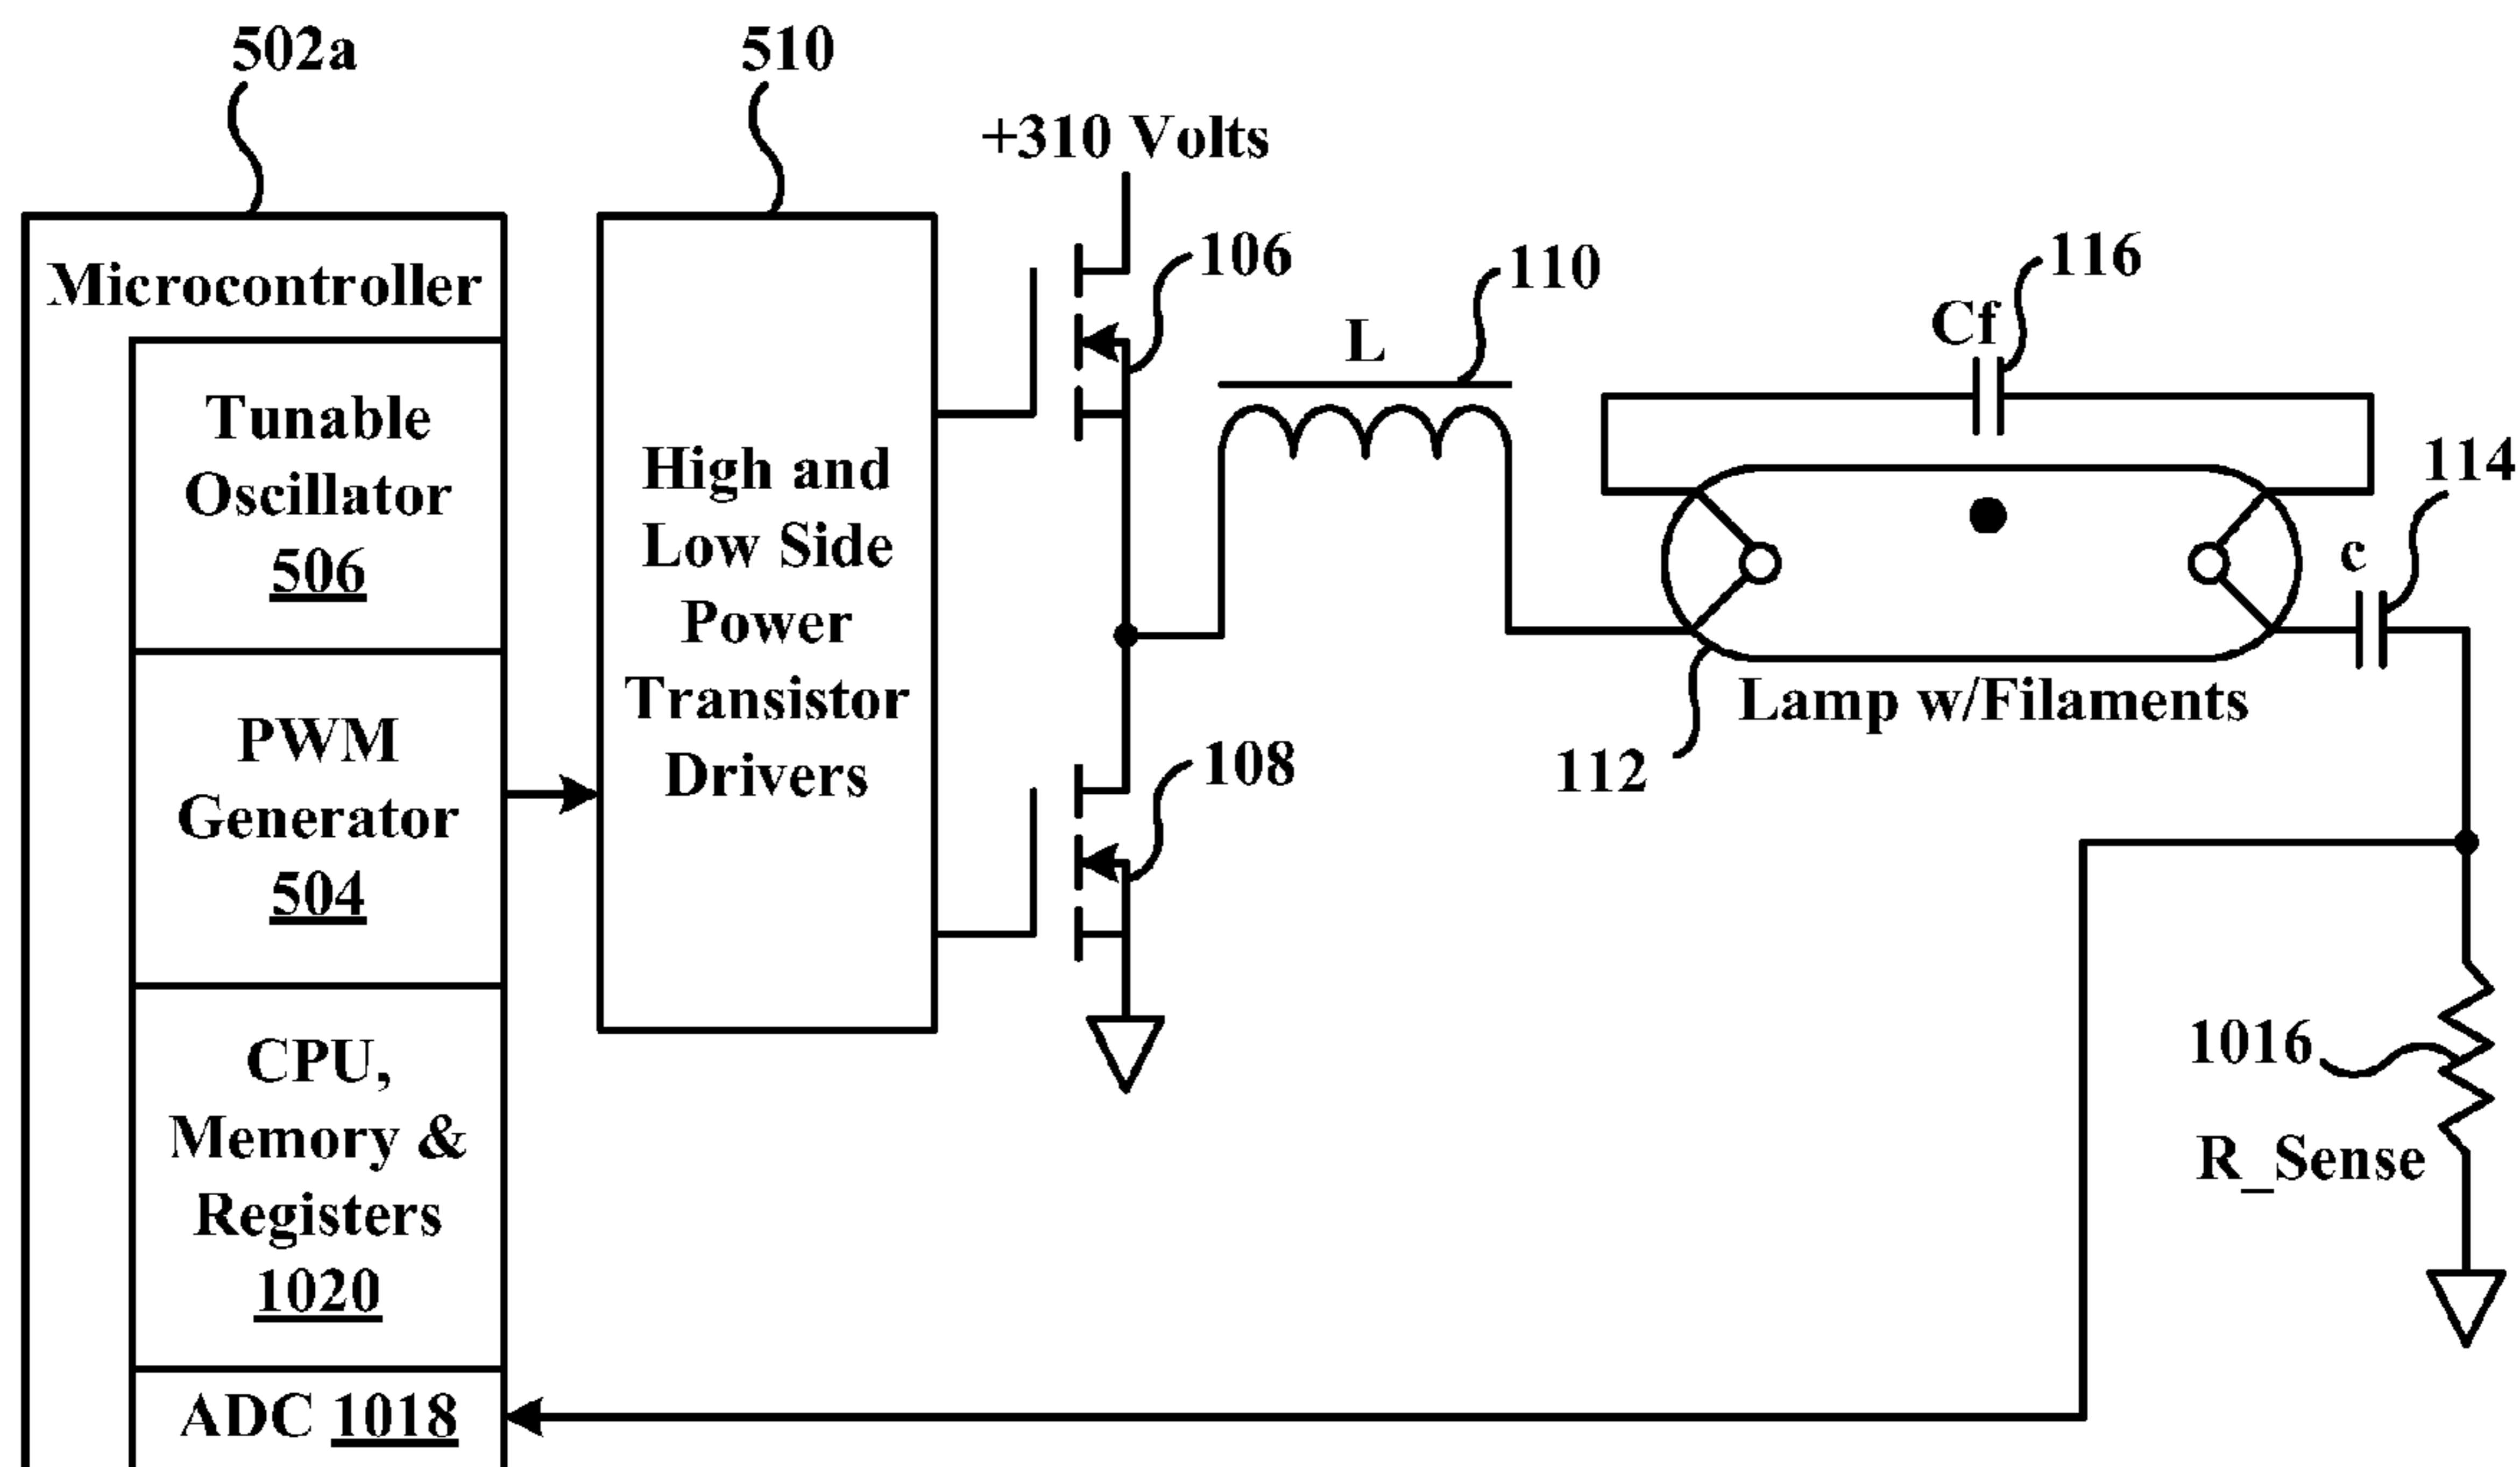 502a
510
+310 Volts
106
110
116
Microcontroller
L
Cf
Tunable
Oscillator
506
High and
Low Side
Power
Transistor
Drivers
114
c
Lamp w/Filaments
112
108
PWM
Generator
504
CPU,
Memory &
Registers
1020
1016
R_Sense
ADC 1018